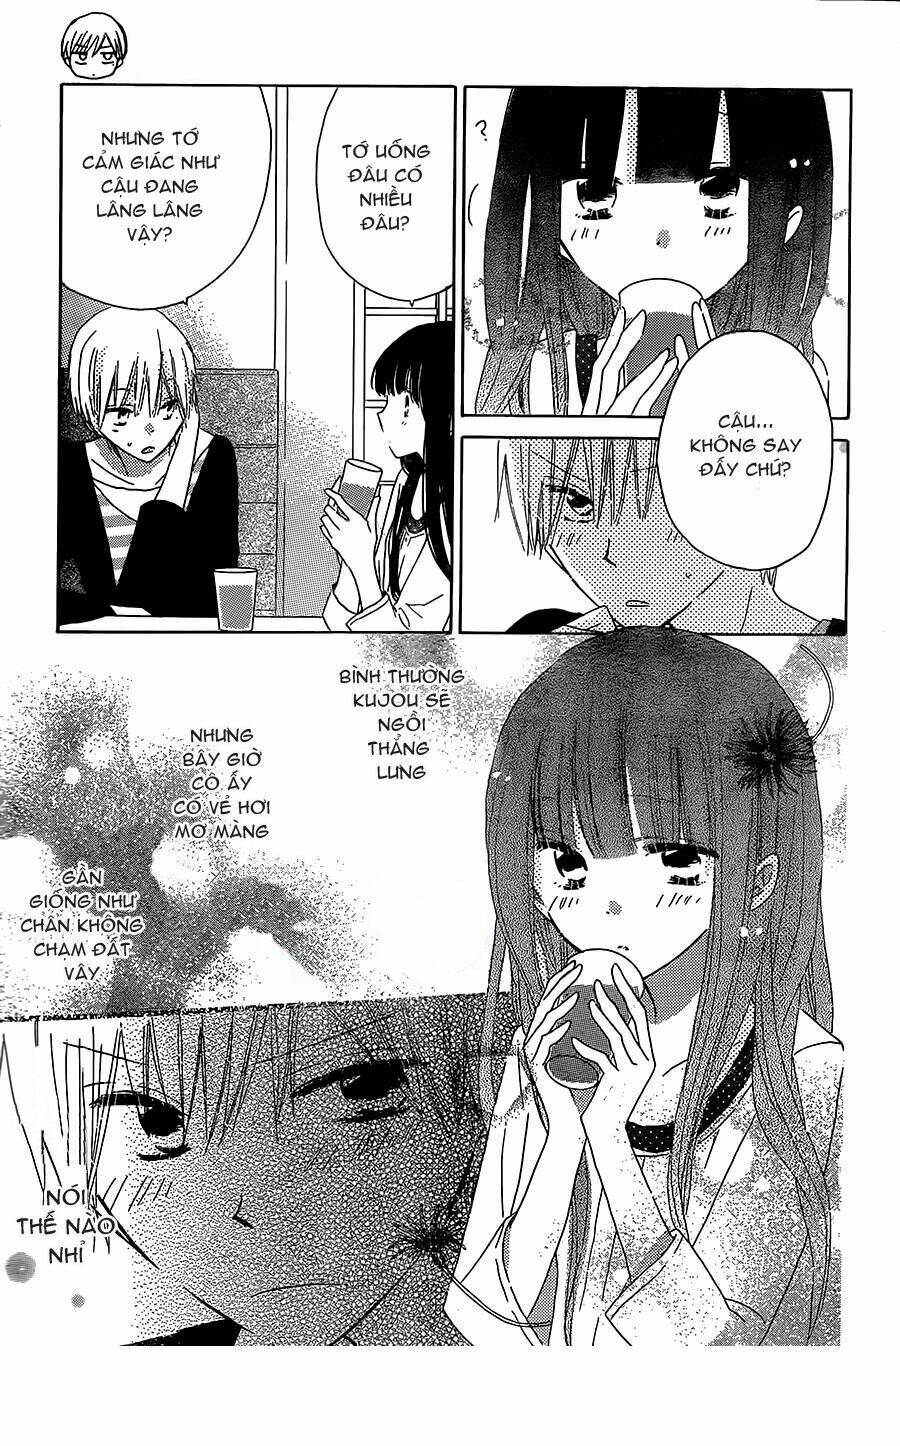 ?
CẬU...
KHÔNG SAY
ĐẤY CHỨ?
TỚ UỐNG
ĐÂU CÓ
NHIỀU
ĐÂU?
NHƯNG TỚ
CẢM GIÁC NHƯ
CẬU ĐANG
LÂNG LÂNG
VẬY?
BÌNH THƯỜNG
KUJOU SẼ
NGỒI
THẲNG
LƯNG
NHƯNG
BÂY GIỜ
CÔ ẤY
CÓ VẺ HƠI
MƠ MÀNG
GẦN
GIỐNG NHƯ
CHÂN KHÔNG
CHẠM ĐẤT
VẬY
NÓI
THẾ NÀO
NHỈ